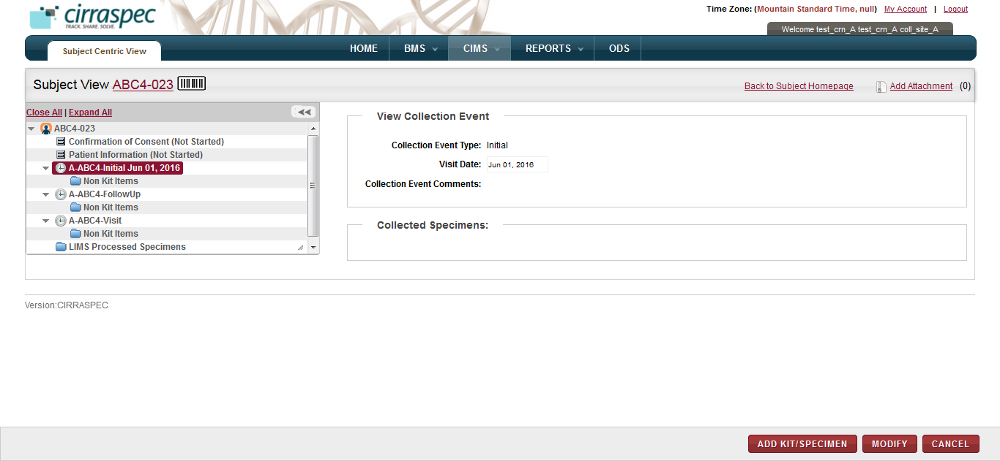 cirraspec
TRACK. SHARE. SOLVE.
Time Zone: (Mountain Standard Time, null) My Account | Logout
Welcome test_crn_A test_crn_A coll_site_A
Subject Centric View
HOME BMS CIMS REPORTS ODS
Subject View ABC4-023
Back to Subject Homepage Add Attachment (0)
Close All | Expand All
ABC4-023
Confirmation of Consent (Not Started)
Patient Information (Not Started)
A-ABC4-Initial Jun 01, 2016
Non Kit Items
A-ABC4-FollowUp
Non Kit Items
A-ABC4-Visit
Non Kit Items
LIMS Processed Specimens
View Collection Event
Collection Event Type: Initial
Visit Date: Jun 01, 2016
Collection Event Comments:
Collected Specimens:
Version:CIRRASPEC
ADD KIT/SPECIMEN MODIFY CANCEL